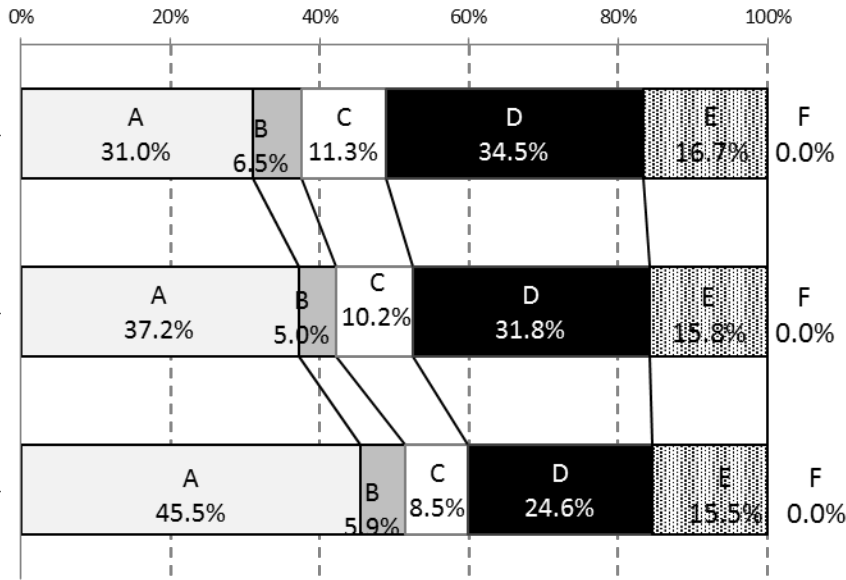 0% 20% 40% 60% 80% 100%
A B C D E F
31.0% 6.5% 11.3% 34.5% 16.7% 0.0%
A B C D E F
37.2% 5.0% 10.2% 31.8% 15.8% 0.0%
A B C D E F
45.5% 5.9% 8.5% 24.6% 15.5% 0.0%